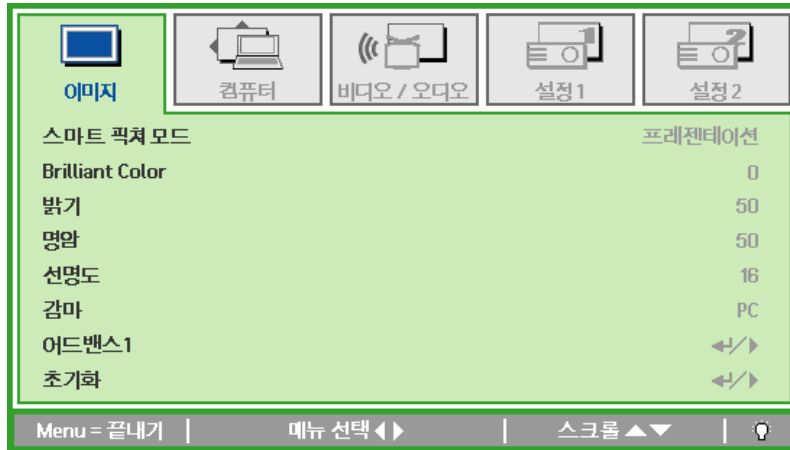 이미지 컴퓨터 비디오 / 오디오 설정 1 설정 2
스마트 픽쳐 모드 프레젠테이션
Brilliant Color 0
밝기 50
명암 50
선명도 16
감마 PC
어드밴스1
초기화
Menu = 끝내기 메뉴 선택 스크롤